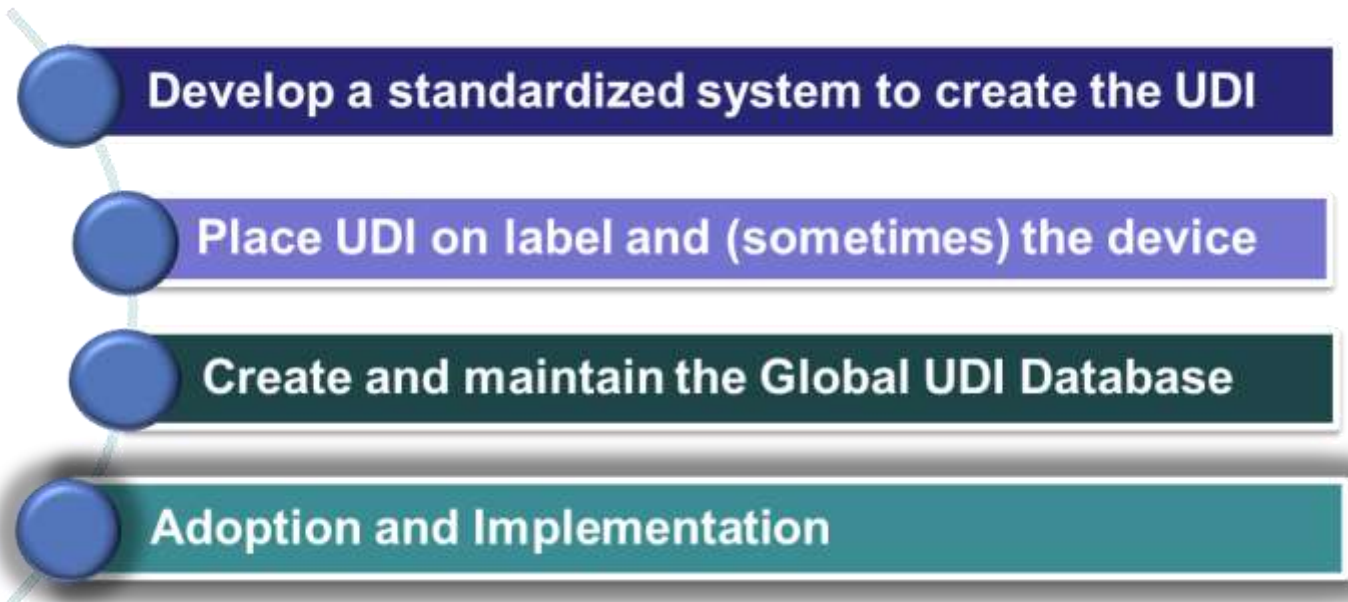 Develop a standardized system to create the UDI
Place UDI on label and (sometimes) the device
Create and maintain the Global UDI Database
Adoption and Implementation